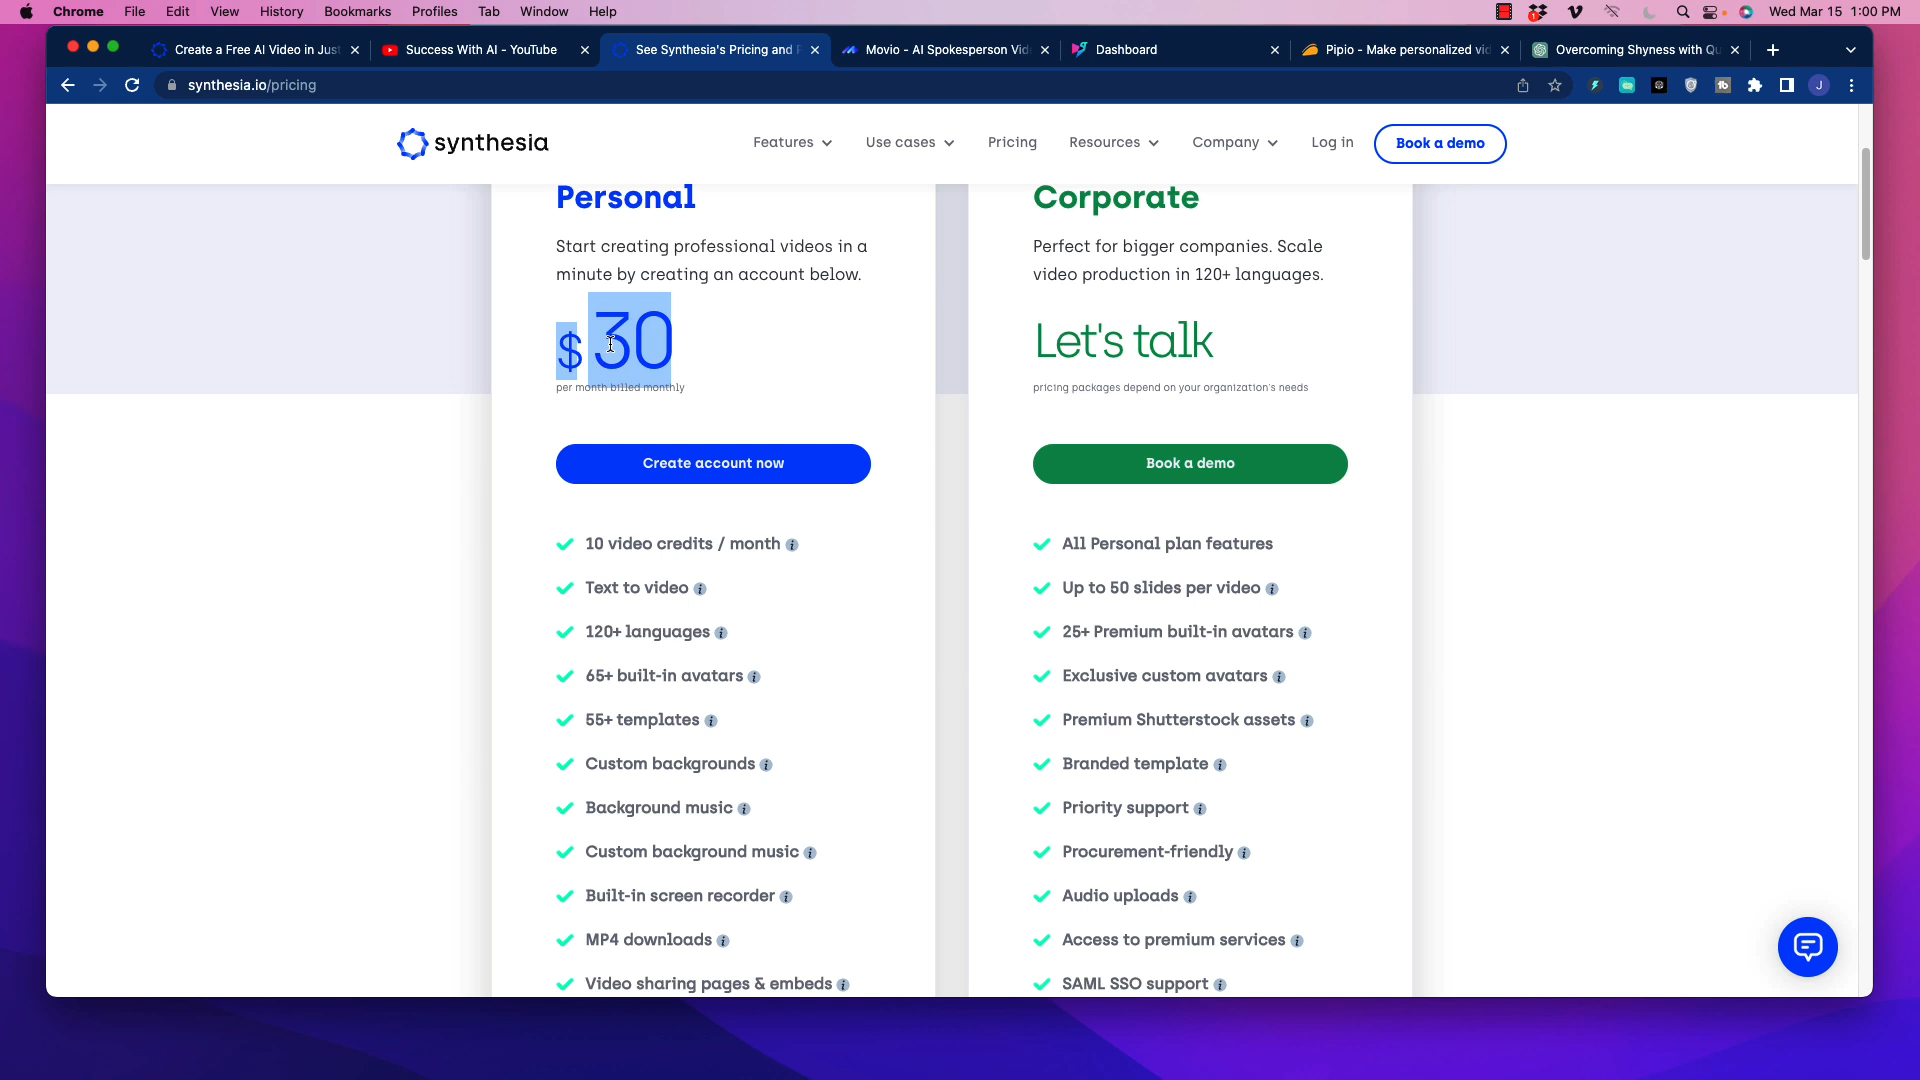 Chrome File Edit View History Bookmarks Profiles Tab Window Help
Wed Mar 15 1:00 PM
Create a Free AI Video in Just
Success With AI - YouTube
See Synthesia's Pricing and P
Movio - AI Spokesperson Vid
Dashboard
Pipio - Make personalized vid
Overcoming Shyness with Qu
synthesia.io/pricing
J
synthesia
Features
Use cases
Pricing
Resources
Company
Log in
Book a demo
Personal
Start creating professional videos in a
minute by creating an account below.
$ 30
per month billed monthly
Create account now
10 video credits / month
Text to video
120+ languages
65+ built-in avatars
55+ templates
Custom backgrounds
Background music
Custom background music
Built-in screen recorder
MP4 downloads
Video sharing pages & embeds
Corporate
Perfect for bigger companies. Scale
video production in 120+ languages.
Let's talk
pricing packages depend on your organization's needs
Book a demo
All Personal plan features
Up to 50 slides per video
25+ Premium built-in avatars
Exclusive custom avatars
Premium Shutterstock assets
Branded template
Priority support
Procurement-friendly
Audio uploads
Access to premium services
SAML SSO support